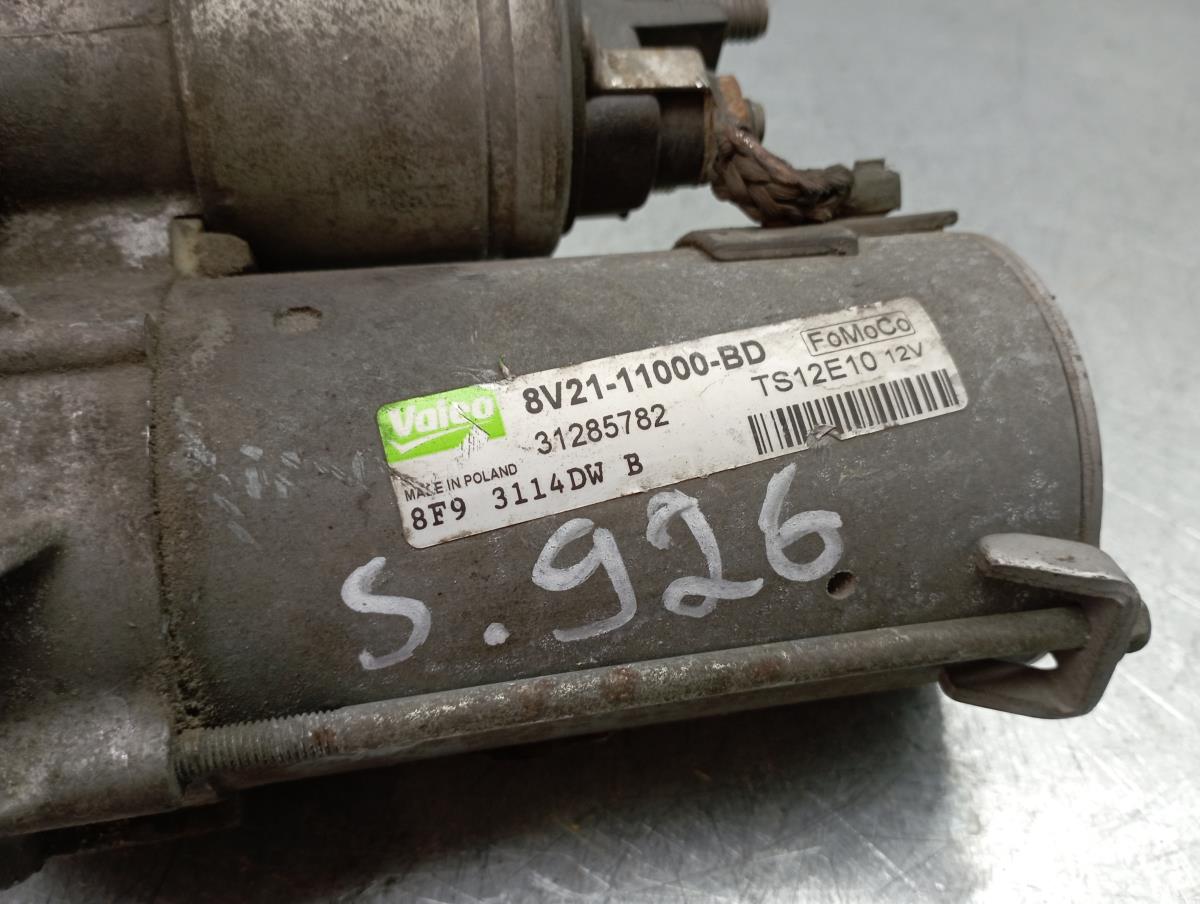 Valeo
8V21-11000-BD
FoMoCo
31285782
TS12E10 12V
MADE IN POLAND
8F9 3114DW B
S.926